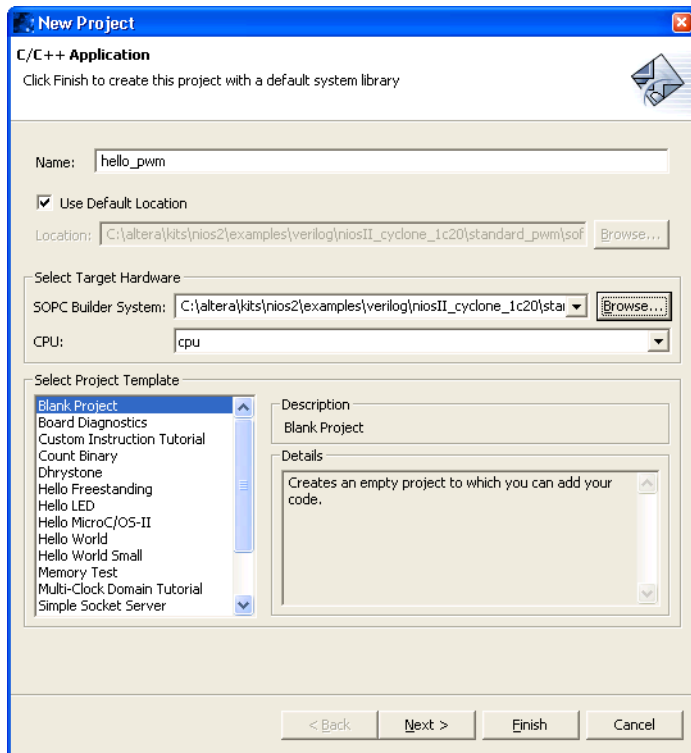 New Project
C/C++ Application
Click Finish to create this project with a default system library
Name: hello_pwm
Use Default Location
Location: C:\altera\kits\nios2\examples\verilog\niosII_cyclone_1c20\standard_pwm\sof Browse...
Select Target Hardware
SOPC Builder System: C:\altera\kits\nios2\examples\verilog\niosII_cyclone_1c20\star Browse...
CPU: cpu
Select Project Template
Blank Project
Board Diagnostics
Custom Instruction Tutorial
Count Binary
Dhrystone
Hello Freestanding
Hello LED
Hello MicroC/OS-II
Hello World
Hello World Small
Memory Test
Multi-Clock Domain Tutorial
Simple Socket Server
Description
Blank Project
Details
Creates an empty project to which you can add your
code.
< Back Next > Finish Cancel